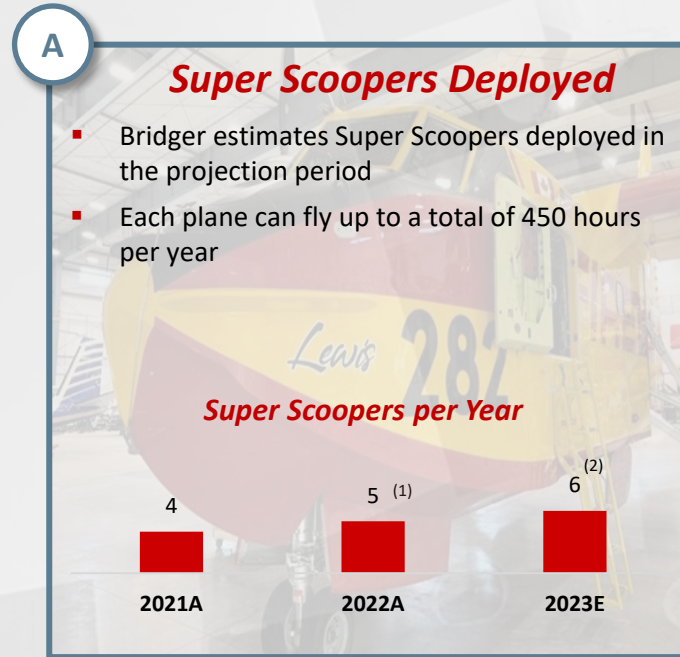 A
Super Scoopers Deployed
▪ Bridger estimates Super Scoopers deployed in
the projection period
▪ Each plane can fly up to a total of 450 hours
per year
Lewis 282
Super Scoopers per Year
4
5 (1)
6 (2)
2021A
2022A
2023E